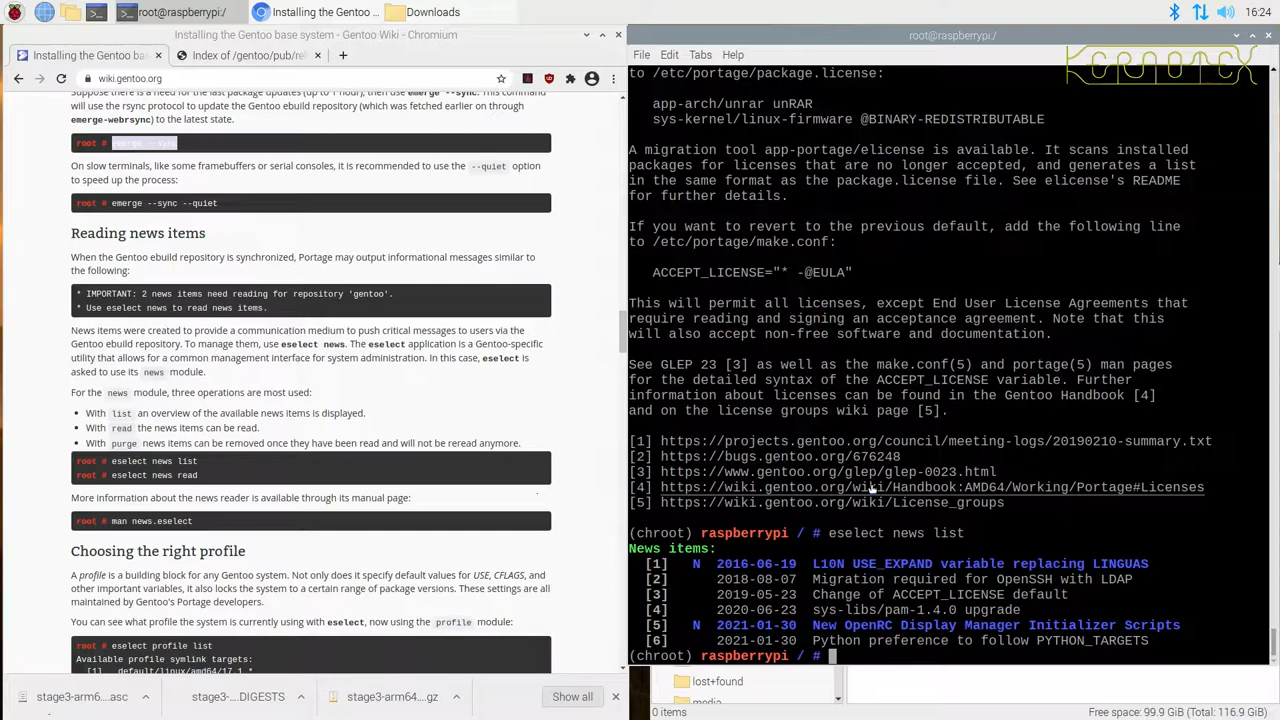 root@raspberrypi:/
Installing the Gentoo ...
Downloads
16:24
Installing the Gentoo base system - Gentoo Wiki - Chromium
Installing the Gentoo bas
Index of /gentoo/pub/rel
wiki.gentoo.org
Suppose there is a need for the last package updates (up to 1 hour), then use emerge --sync. This command
will use the rsync protocol to update the Gentoo ebuild repository (which was fetched earlier on through
emerge-webrsync) to the latest state.
root # emerge --sync
On slow terminals, like some framebuffers or serial consoles, it is recommended to use the --quiet option
to speed up the process:
root # emerge --sync --quiet
Reading news items
When the Gentoo ebuild repository is synchronized, Portage may output informational messages similar to
the following:
* IMPORTANT: 2 news items need reading for repository 'gentoo'.
* Use eselect news to read news items.
News items were created to provide a communication medium to push critical messages to users via the
Gentoo ebuild repository. To manage them, use eselect news. The eselect application is a Gentoo-specific
utility that allows for a common management interface for system administration. In this case, eselect is
asked to use its news module.
For the news module, three operations are most used:
• With list an overview of the available news items is displayed.
• With read the news items can be read.
• With purge news items can be removed once they have been read and will not be reread anymore.
root # eselect news list
root # eselect news read
More information about the news reader is available through its manual page:
root # man news.eselect
Choosing the right profile
A profile is a building block for any Gentoo system. Not only does it specify default values for USE, CFLAGS, and
other important variables, it also locks the system to a certain range of package versions. These settings are all
maintained by Gentoo's Portage developers.
You can see what profile the system is currently using with eselect, now using the profile module:
root # eselect profile list
Available profile symlink targets:
[1] default/linux/amd64/17.1 *
stage3-arm6....asc
stage3-....DIGESTS
stage3-arm64....gz
Show all
root@raspberrypi:/
File Edit Tabs Help
KERNOTEX
to /etc/portage/package.license:
app-arch/unrar unRAR
sys-kernel/linux-firmware @BINARY-REDISTRIBUTABLE
A migration tool app-portage/elicense is available. It scans installed
packages for licenses that are no longer accepted, and generates a list
in the same format as the package.license file. See elicense's README
for further details.
If you want to revert to the previous default, add the following line
to /etc/portage/make.conf:
ACCEPT_LICENSE="* -@EULA"
This will permit all licenses, except End User License Agreements that
require reading and signing an acceptance agreement. Note that this
will also accept non-free software and documentation.
See GLEP 23 [3] as well as the make.conf(5) and portage(5) man pages
for the detailed syntax of the ACCEPT_LICENSE variable. Further
information about licenses can be found in the Gentoo Handbook [4]
and on the license groups wiki page [5].
[1] https://projects.gentoo.org/council/meeting-logs/20190210-summary.txt
[2] https://bugs.gentoo.org/676248
[3] https://www.gentoo.org/glep/glep-0023.html
[4] https://wiki.gentoo.org/wiki/Handbook:AMD64/Working/Portage#Licenses
[5] https://wiki.gentoo.org/wiki/License_groups
(chroot) raspberrypi / # eselect news list
News items:
[1] N 2016-06-19 L10N USE_EXPAND variable replacing LINGUAS
[2] 2018-08-07 Migration required for OpenSSH with LDAP
[3] 2019-05-23 Change of ACCEPT_LICENSE default
[4] 2020-06-23 sys-libs/pam-1.4.0 upgrade
[5] N 2021-01-30 New OpenRC Display Manager Initializer Scripts
[6] 2021-01-30 Python preference to follow PYTHON_TARGETS
(chroot) raspberrypi / #
lost+found
0 items
Free space: 99.9 GiB (Total: 116.9 GiB)